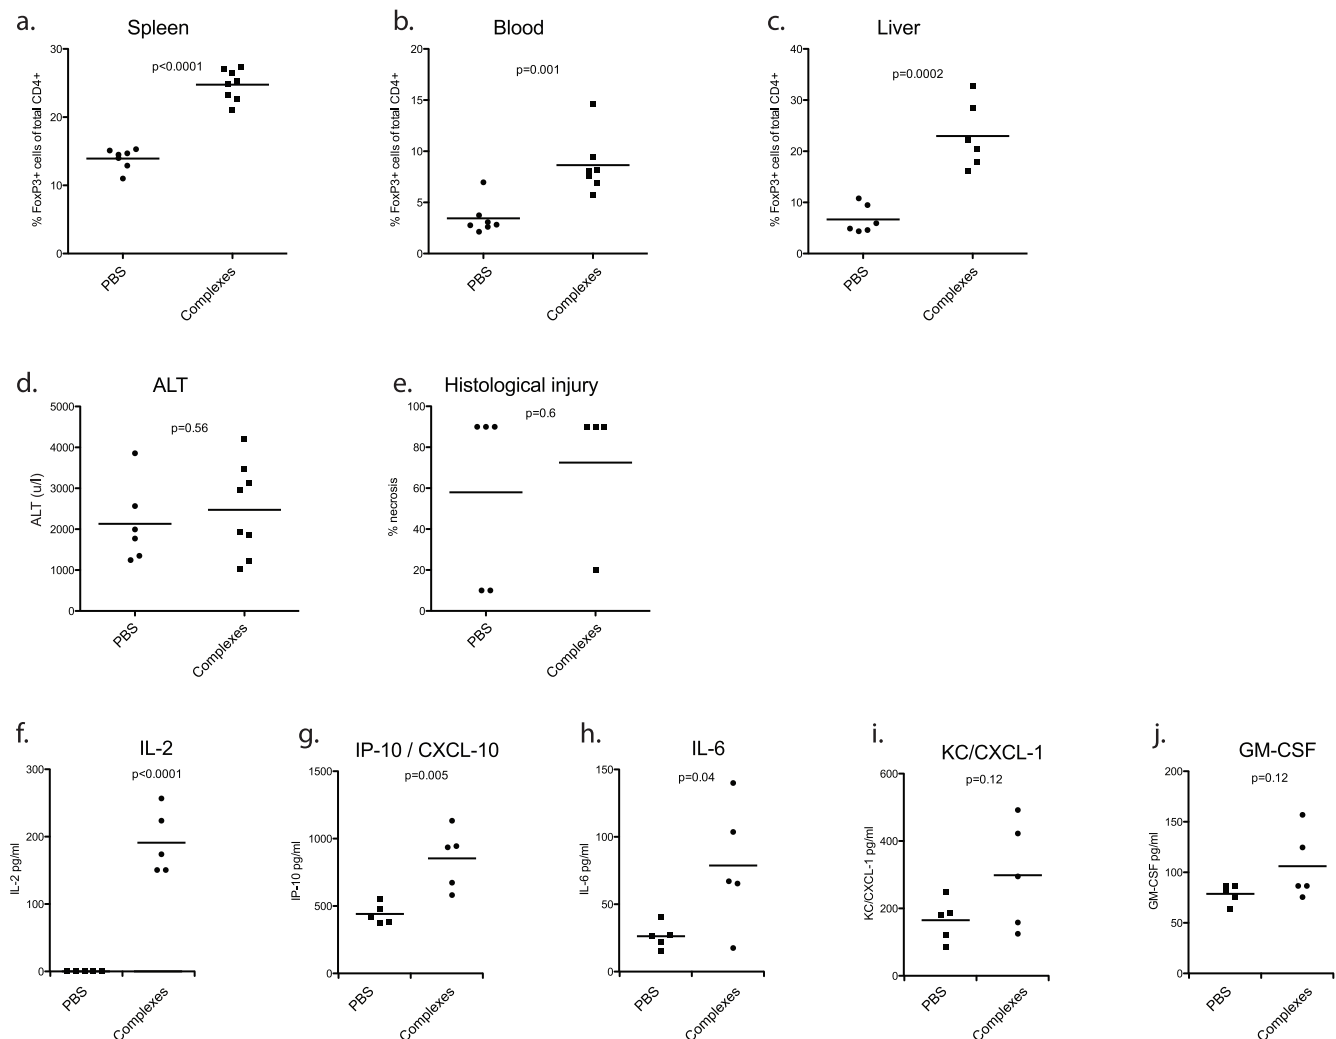 a.
Spleen
% FoxP3+ cells of total CD4+
30
20
10
0
p<0.0001
PBS
Complexes
b.
Blood
% FoxP3+ cells of total CD4+
20
15
10
5
0
p=0.001
PBS
Complexes
c.
Liver
% FoxP3+ cells of total CD4+
40
30
20
10
0
p=0.0002
PBS
Complexes
d.
ALT
ALT (u/l)
5000
4000
3000
2000
1000
0
p=0.56
PBS
Complexes
e.
Histological injury
% necrosis
100
80
60
40
20
0
p=0.6
PBS
Complexes
f.
IL-2
IL-2 pg/ml
300
200
100
0
p<0.0001
PBS
Complexes
g.
IP-10 / CXCL-10
IP-10 pg/ml
1500
1000
500
0
p=0.005
PBS
Complexes
h.
IL-6
IL-6 pg/ml
150
100
50
0
p=0.04
PBS
Complexes
i.
KC/CXCL-1
KC/CXCL-1 pg/ml
600
400
200
0
p=0.12
PBS
Complexes
j.
GM-CSF
GM-CSF pg/ml
200
150
100
50
0
p=0.12
PBS
Complexes